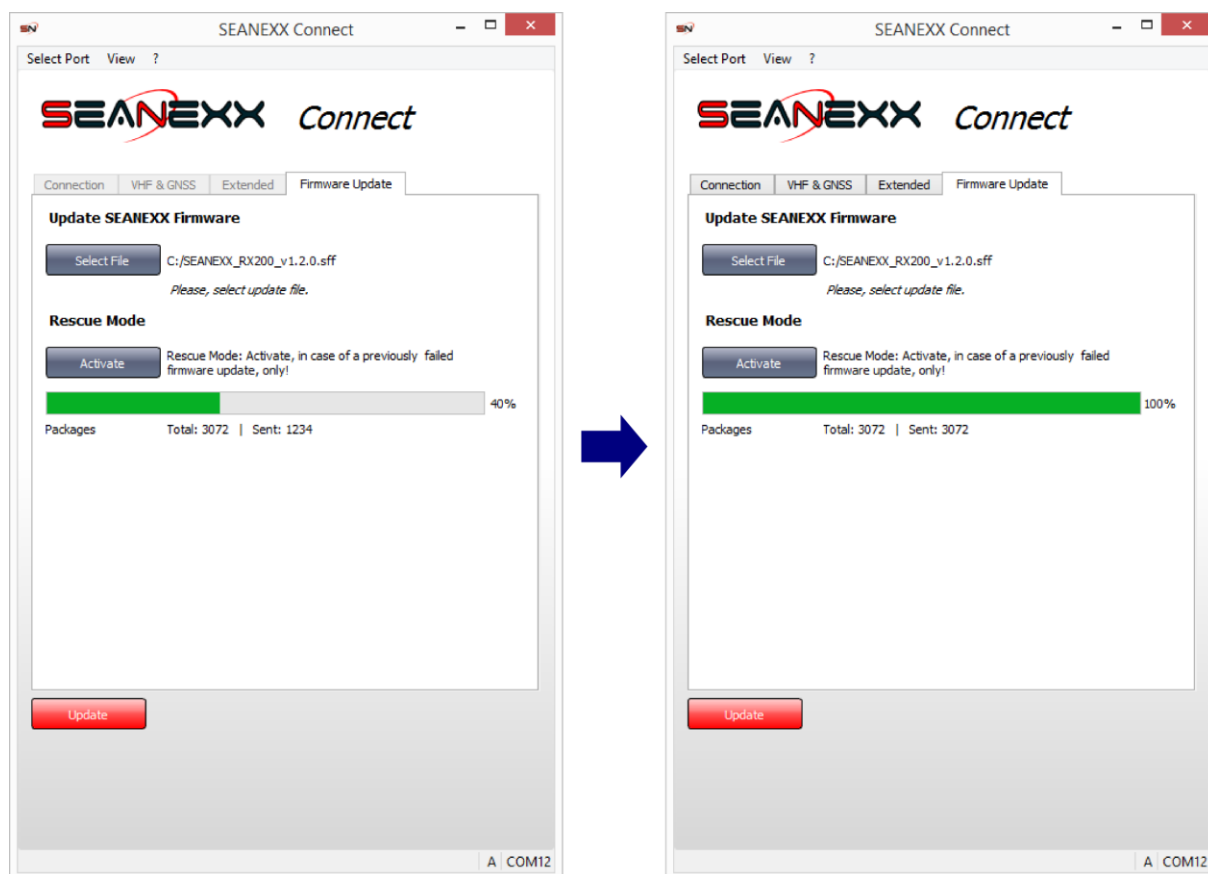 SN
SEANEXX Connect
Select Port View ?
SEANEXX Connect
Connection VHF & GNSS Extended Firmware Update
Update SEANEXX Firmware
Select File C:/SEANEXX_RX200_v1.2.0.sff
Please, select update file.
Rescue Mode
Activate Rescue Mode: Activate, in case of a previously failed
firmware update, only!
40%
Packages Total: 3072 | Sent: 1234
Update
A COM12
SN
SEANEXX Connect
Select Port View ?
SEANEXX Connect
Connection VHF & GNSS Extended Firmware Update
Update SEANEXX Firmware
Select File C:/SEANEXX_RX200_v1.2.0.sff
Please, select update file.
Rescue Mode
Activate Rescue Mode: Activate, in case of a previously failed
firmware update, only!
100%
Packages Total: 3072 | Sent: 3072
Update
A COM12